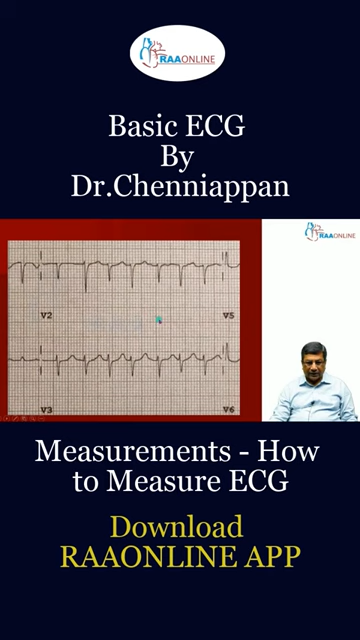 RAAONLINE
Basic ECG
By
Dr.Chenniappan
RAAONLINE
V2
V5
V3
V6
Measurements - How
to Measure ECG
Download
RAAONLINE APP